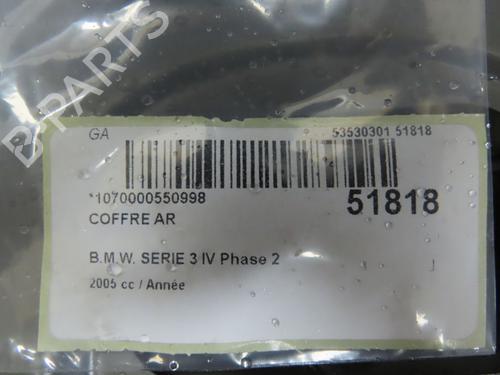 B-PARTS
GA 53530301 51818
*1070000550998 51818
COFFRE AR
B.M.W. SERIE 3 IV Phase 2
2005 cc / Année